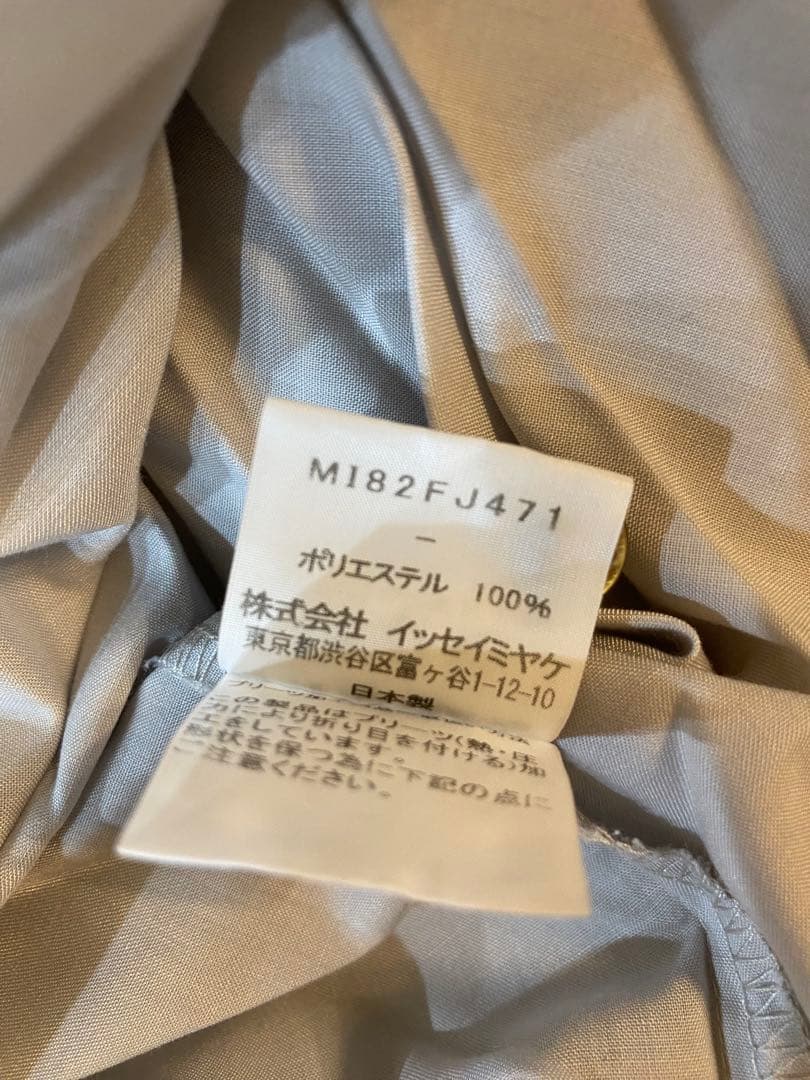 MI82FJ471
-
ポリエステル 100%
株式会社 イッセイミヤケ
東京都渋谷区富ヶ谷1-12-10
日本製
の製品はプリーツ(熱・圧
力)により折り目を付ける)加
工をしています。
形状を保つ為に下記の点に
ご注意ください。